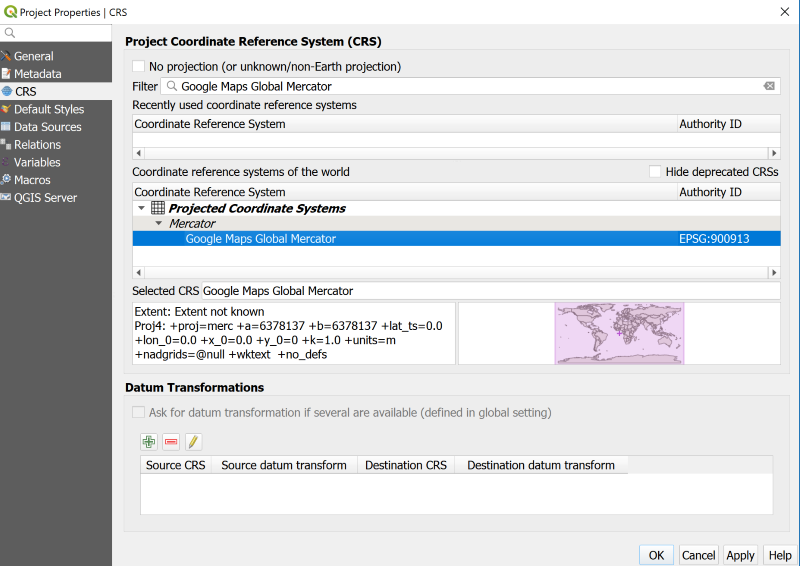 Project Properties | CRS
General
Metadata
CRS
Default Styles
Data Sources
Relations
Variables
Macros
QGIS Server
Project Coordinate Reference System (CRS)
No projection (or unknown/non-Earth projection)
Filter Google Maps Global Mercator
Recently used coordinate reference systems
Coordinate Reference System Authority ID
Coordinate reference systems of the world Hide deprecated CRSs
Coordinate Reference System Authority ID
Projected Coordinate Systems
Mercator
Google Maps Global Mercator EPSG:900913
Selected CRS Google Maps Global Mercator
Extent: Extent not known
Proj4: +proj=merc +a=6378137 +b=6378137 +lat_ts=0.0
+lon_0=0.0 +x_0=0.0 +y_0=0 +k=1.0 +units=m
+nadgrids=@null +wktext +no_defs
Datum Transformations
Ask for datum transformation if several are available (defined in global setting)
Source CRS Source datum transform Destination CRS Destination datum transform
OK Cancel Apply Help